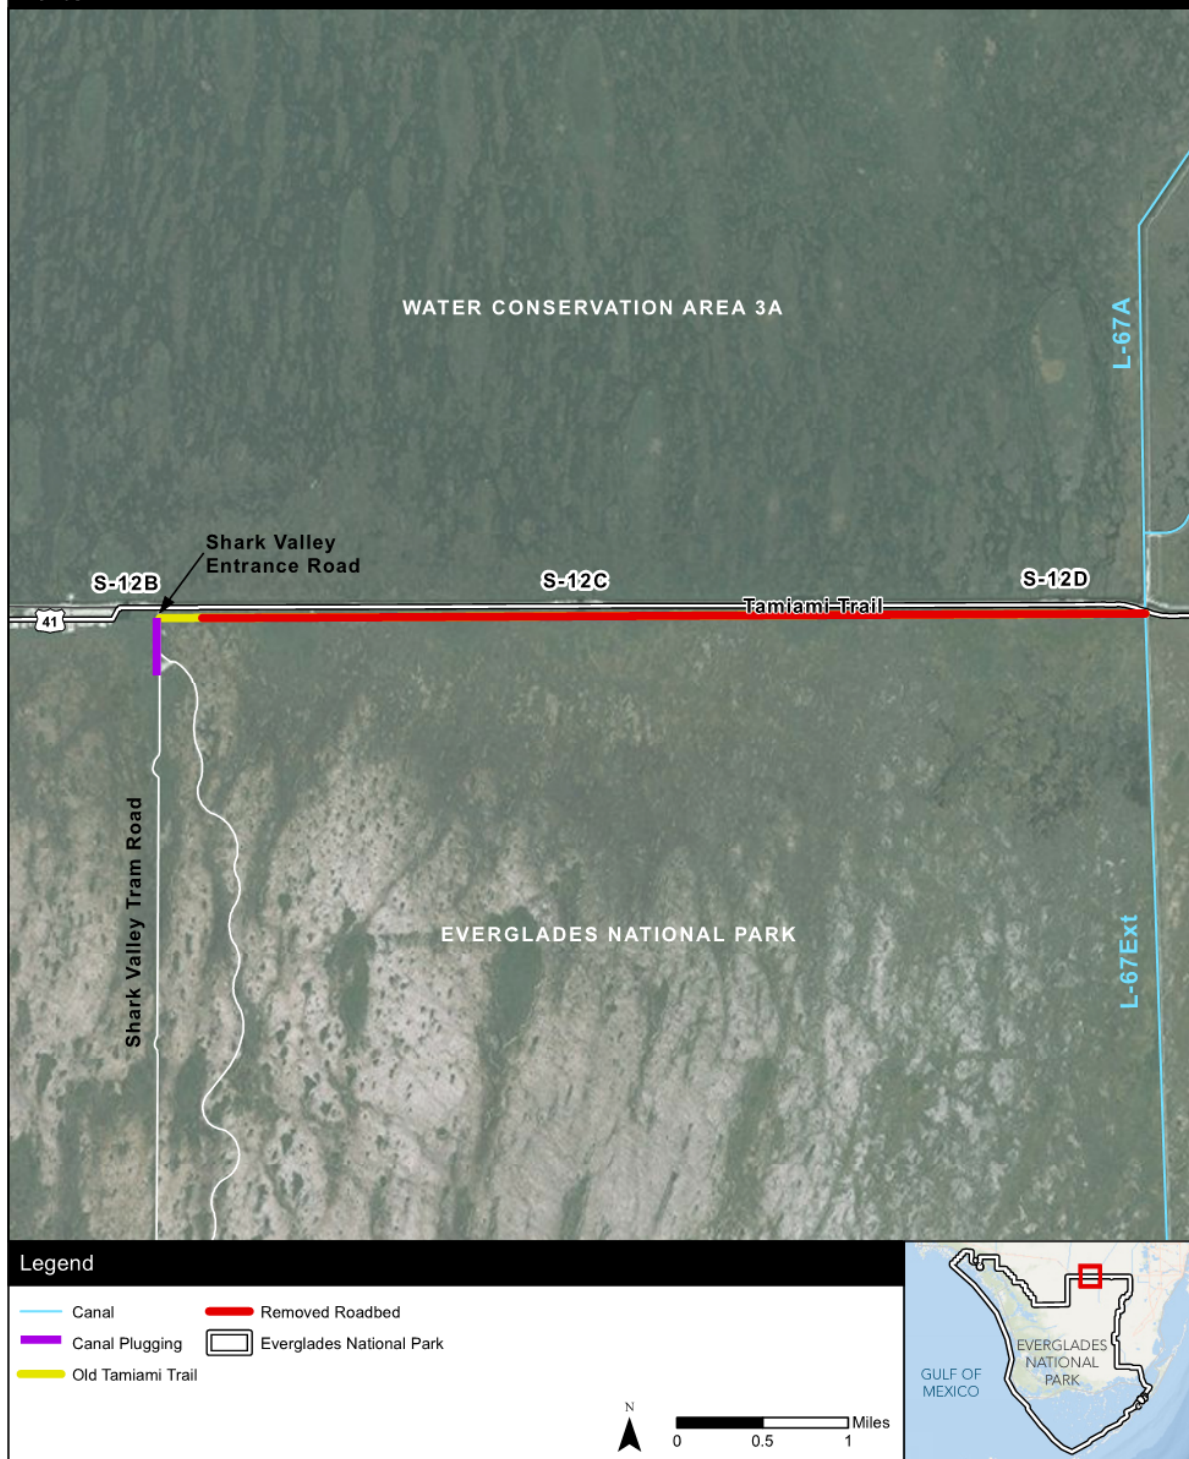 WATER CONSERVATION AREA 3A
L-67A
Shark Valley
Entrance Road
S-12B
S-12C
S-12D
Tamiami Trail
41
Shark Valley Tram Road
EVERGLADES NATIONAL PARK
L-67Ext
Legend
Canal
Removed Roadbed
Canal Plugging
Everglades National Park
Old Tamiami Trail
N
Miles
0 0.5 1
EVERGLADES
NATIONAL
PARK
GULF OF
MEXICO